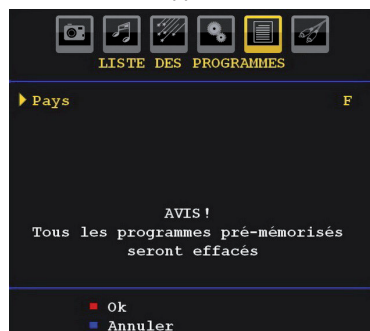 LISTE DES PROGRAMMES
Pays F
AVIS!
Tous les programmes pré-mémorisés
seront effacés
Ok
Annuler